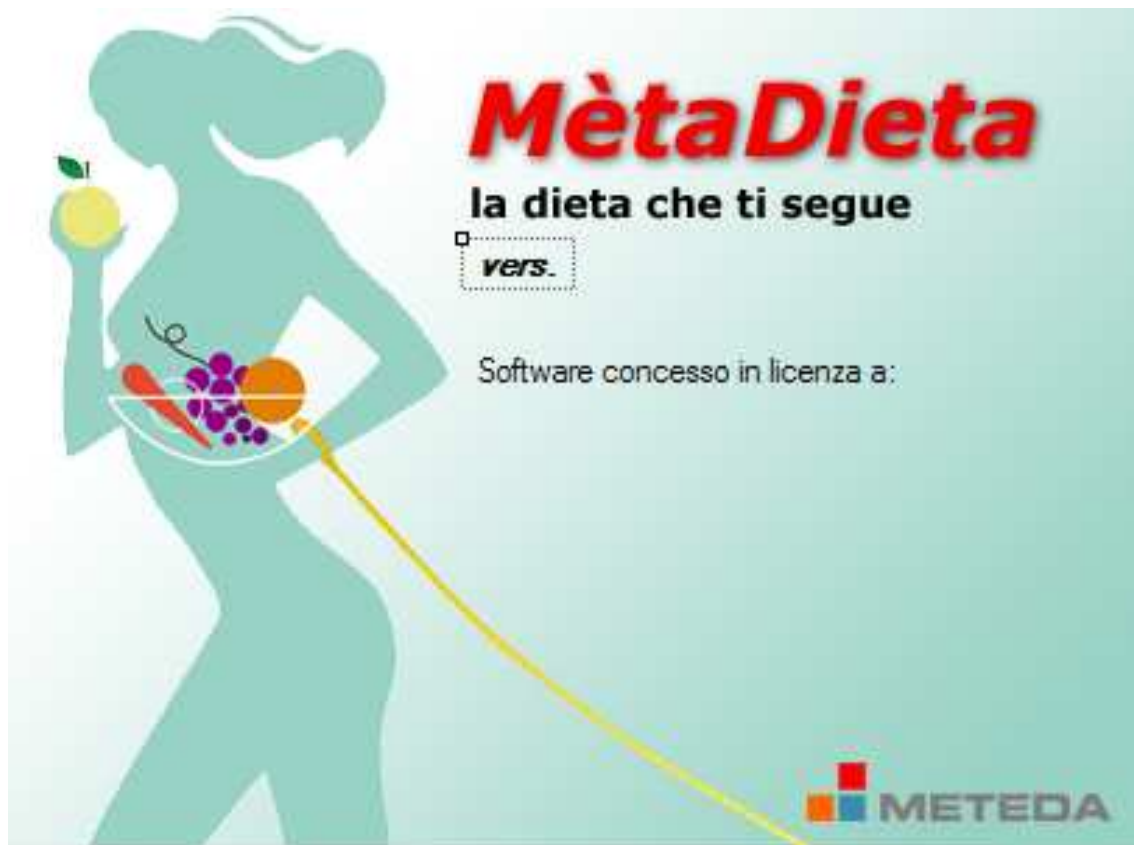 MètaDieta
la dieta che ti segue
vers.
Software concesso in licenza a:
METEDA